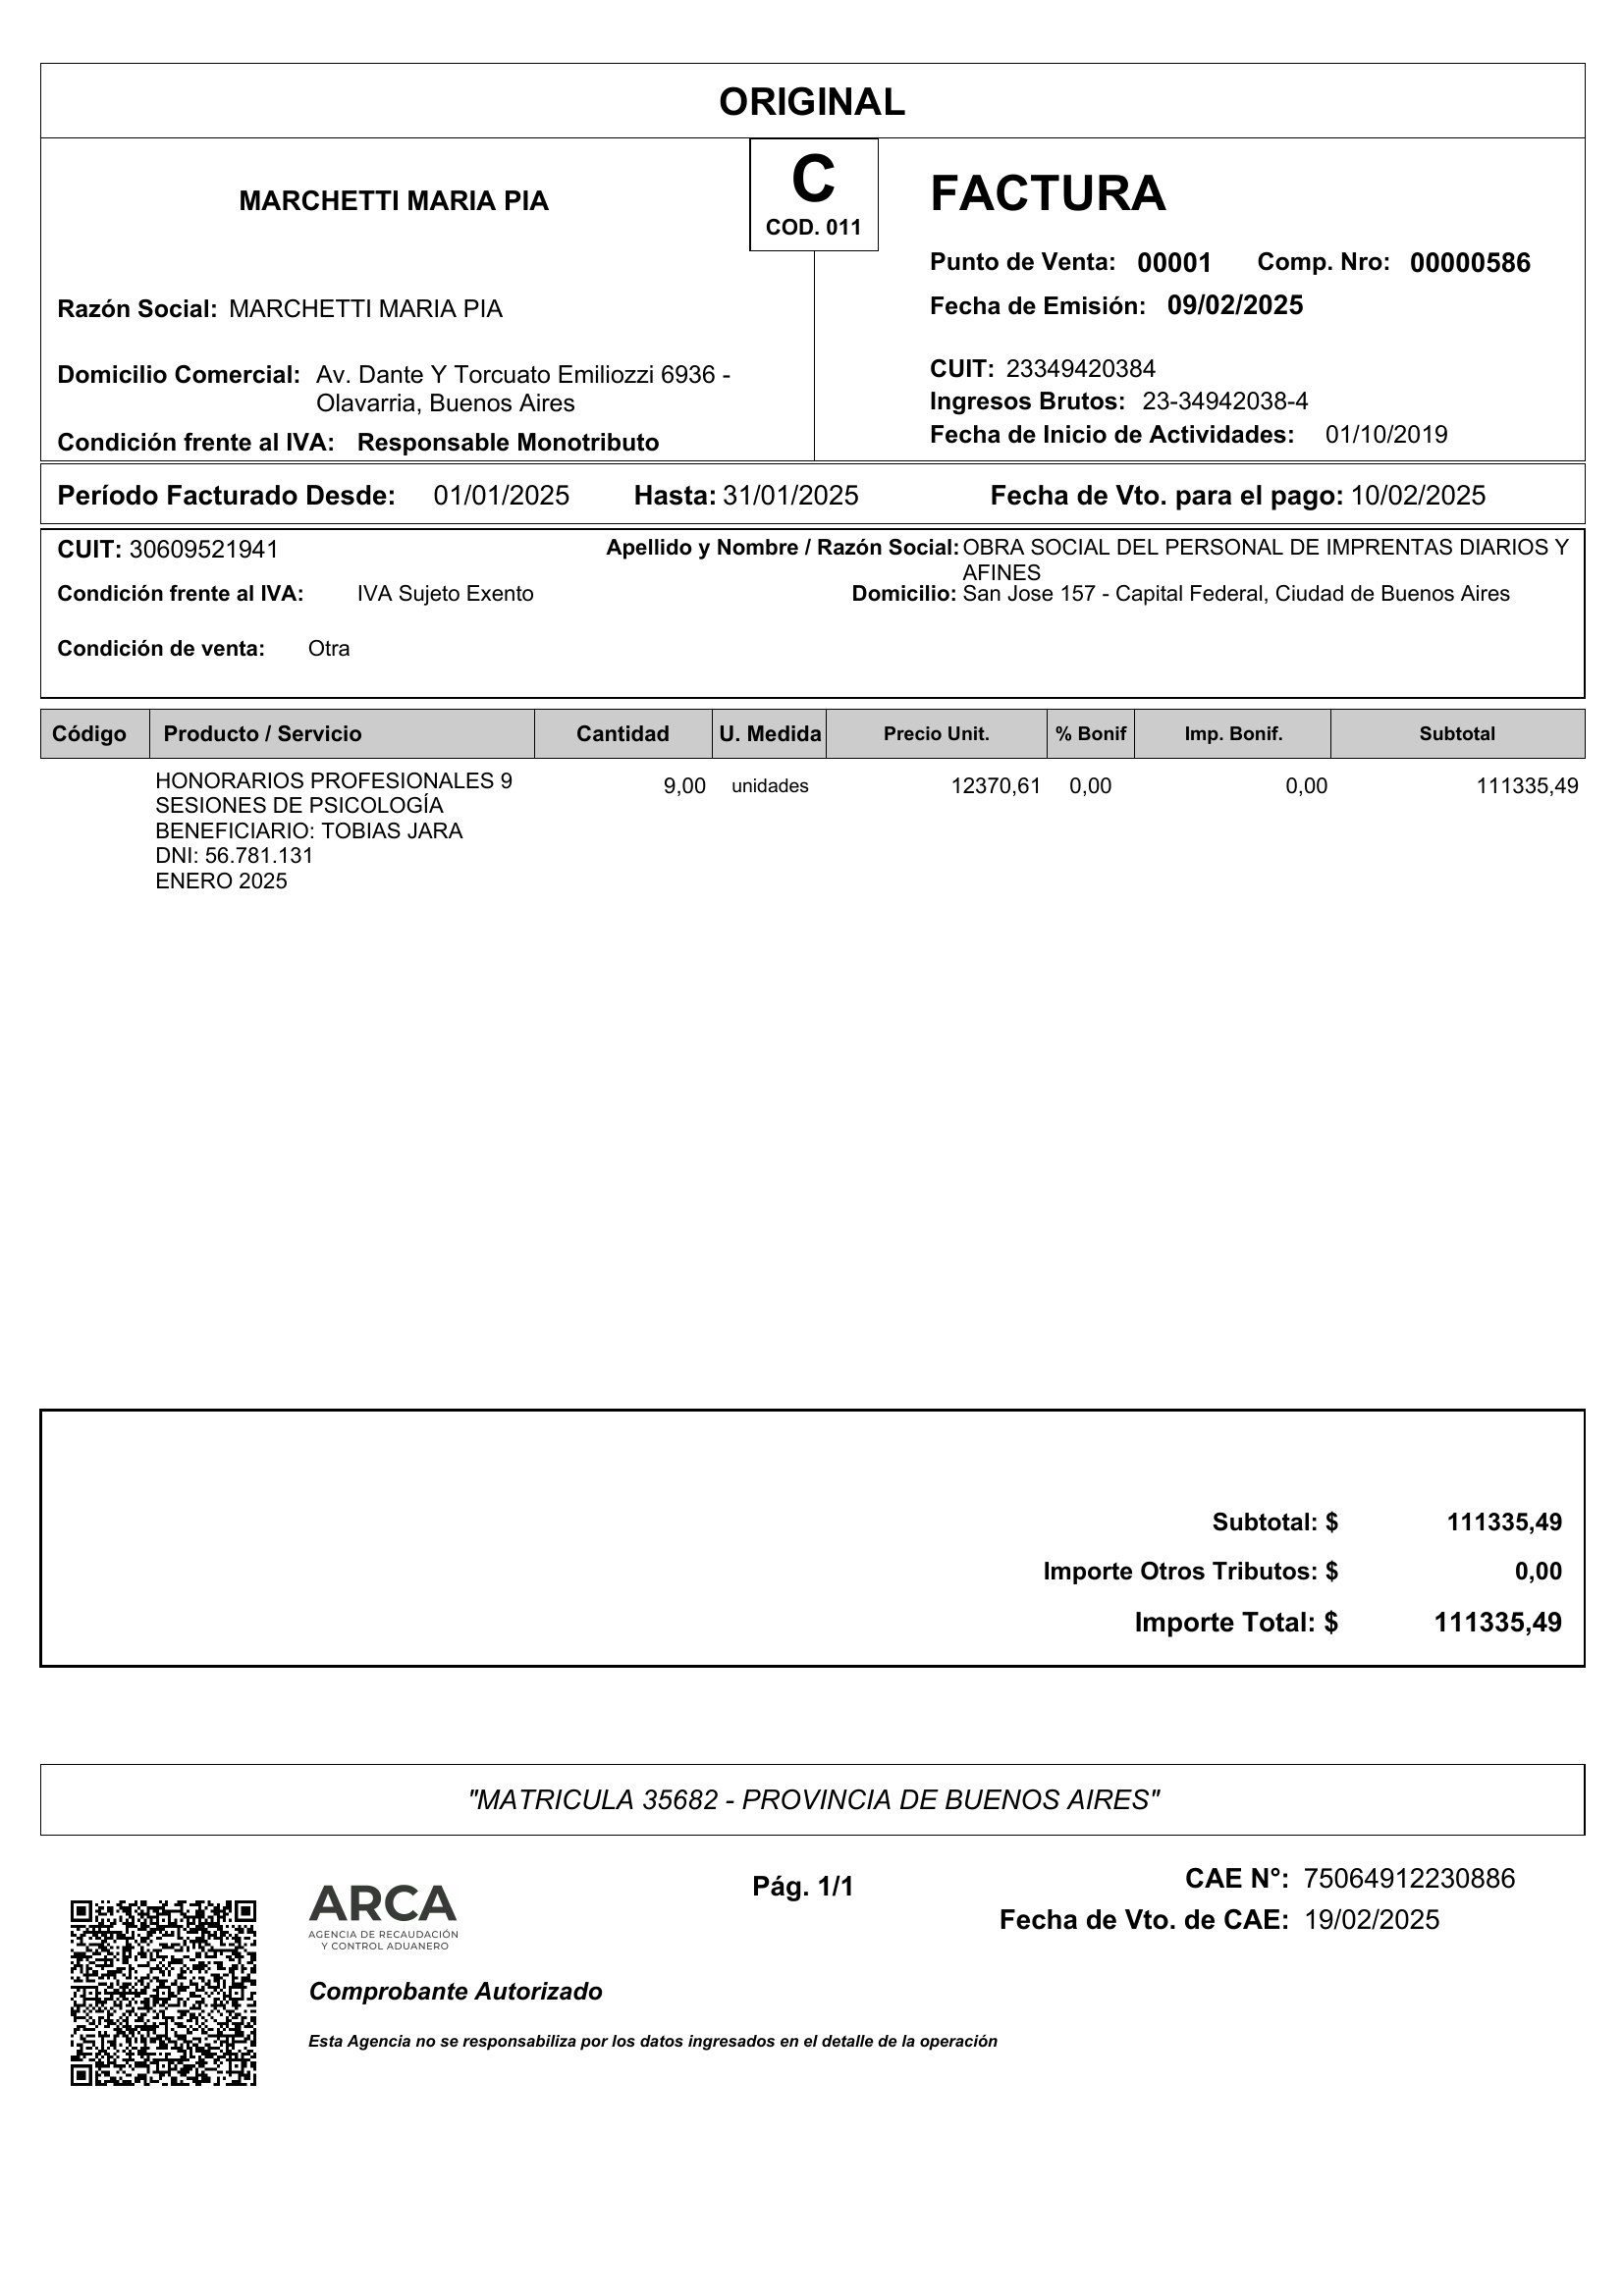 ORIGINAL
MARCHETTI MARIA PIA
C
COD. 011
FACTURA
Punto de Venta: 00001 Comp. Nro: 00000586
Fecha de Emisión: 09/02/2025
Razón Social: MARCHETTI MARIA PIA
Domicilio Comercial: Av. Dante Y Torcuato Emiliozzi 6936 -
Olavarria, Buenos Aires
Condición frente al IVA: Responsable Monotributo
CUIT: 23349420384
Ingresos Brutos: 23-34942038-4
Fecha de Inicio de Actividades: 01/10/2019
Período Facturado Desde: 01/01/2025 Hasta: 31/01/2025 Fecha de Vto. para el pago: 10/02/2025
CUIT: 30609521941 Apellido y Nombre / Razón Social: OBRA SOCIAL DEL PERSONAL DE IMPRENTAS DIARIOS Y
AFINES
Condición frente al IVA: IVA Sujeto Exento Domicilio: San Jose 157 - Capital Federal, Ciudad de Buenos Aires
Condición de venta: Otra
Código Producto / Servicio Cantidad U. Medida Precio Unit. % Bonif Imp. Bonif. Subtotal
HONORARIOS PROFESIONALES 9 9,00 unidades 12370,61 0,00 0,00 111335,49
SESIONES DE PSICOLOGÍA
BENEFICIARIO: TOBIAS JARA
DNI: 56.781.131
ENERO 2025
Subtotal: $ 111335,49
Importe Otros Tributos: $ 0,00
Importe Total: $ 111335,49
"MATRICULA 35682 - PROVINCIA DE BUENOS AIRES"
ARCA
AGENCIA DE RECAUDACIÓN
Y CONTROL ADUANERO
Pág. 1/1
CAE N°: 75064912230886
Fecha de Vto. de CAE: 19/02/2025
Comprobante Autorizado
Esta Agencia no se responsabiliza por los datos ingresados en el detalle de la operación